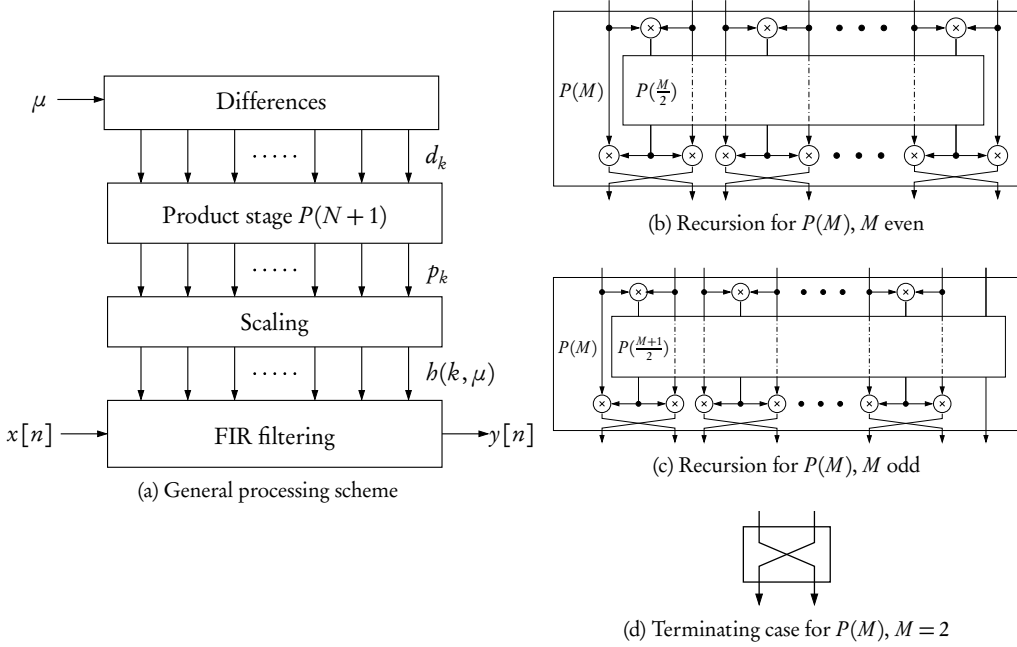 μ
Differences
d_k
Product stage P(N + 1)
p_k
Scaling
h(k, μ)
x[n]
FIR filtering
y[n]
(a) General processing scheme
P(M)
P(M/2)
(b) Recursion for P(M), M even
P(M)
P((M+1)/2)
(c) Recursion for P(M), M odd
(d) Terminating case for P(M), M = 2